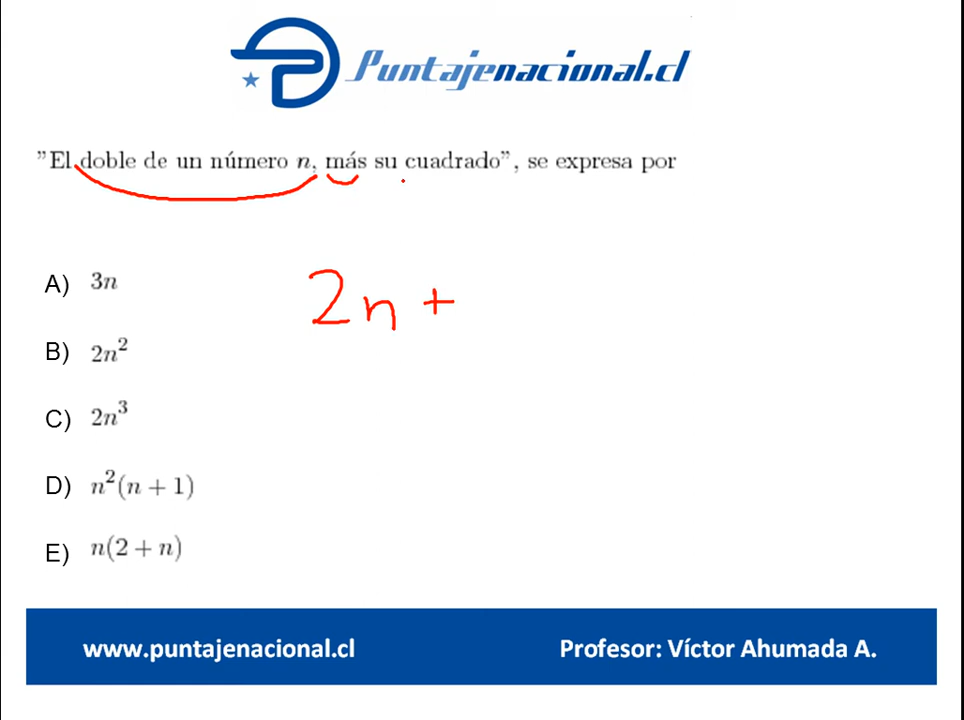 Puntajenacional.cl
"El doble de un número n, más su cuadrado", se expresa por
A) 3n
2n +
B) 2n²
C) 2n³
D) n²(n + 1)
E) n(2 + n)
www.puntajenacional.cl Profesor: Víctor Ahumada A.